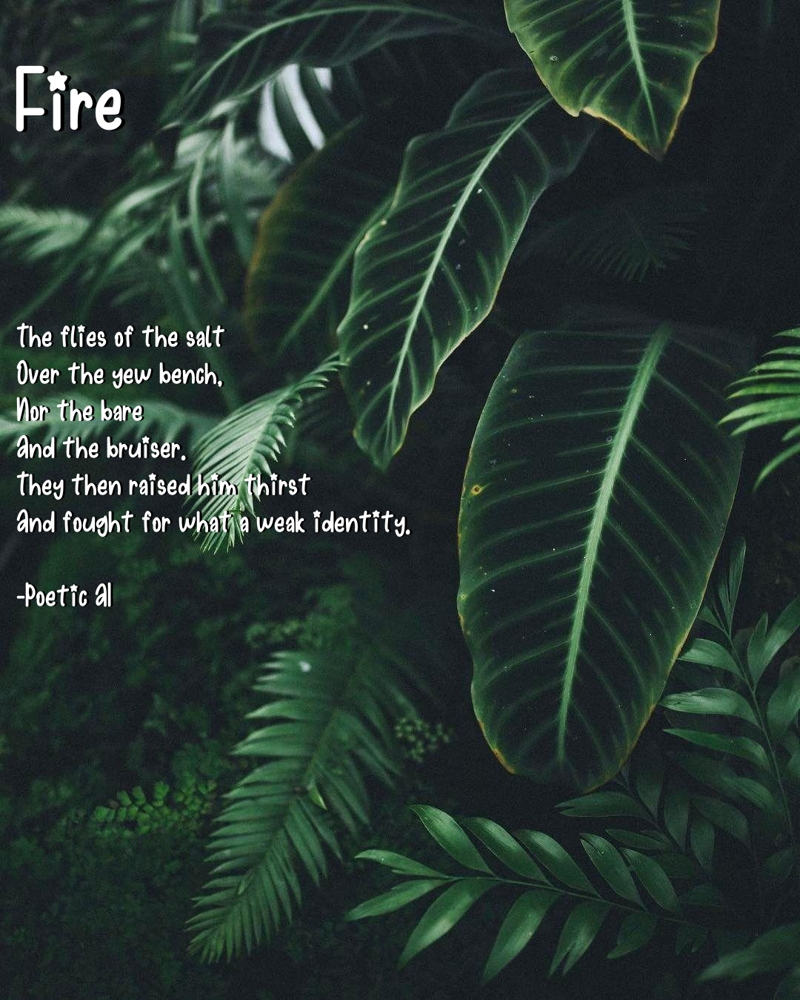 Fire
The flies of the salt
Over the yew bench,
Nor the bare
And the bruiser.
They then raised him thirst
And fought for what a weak identity.
-Poetic Al